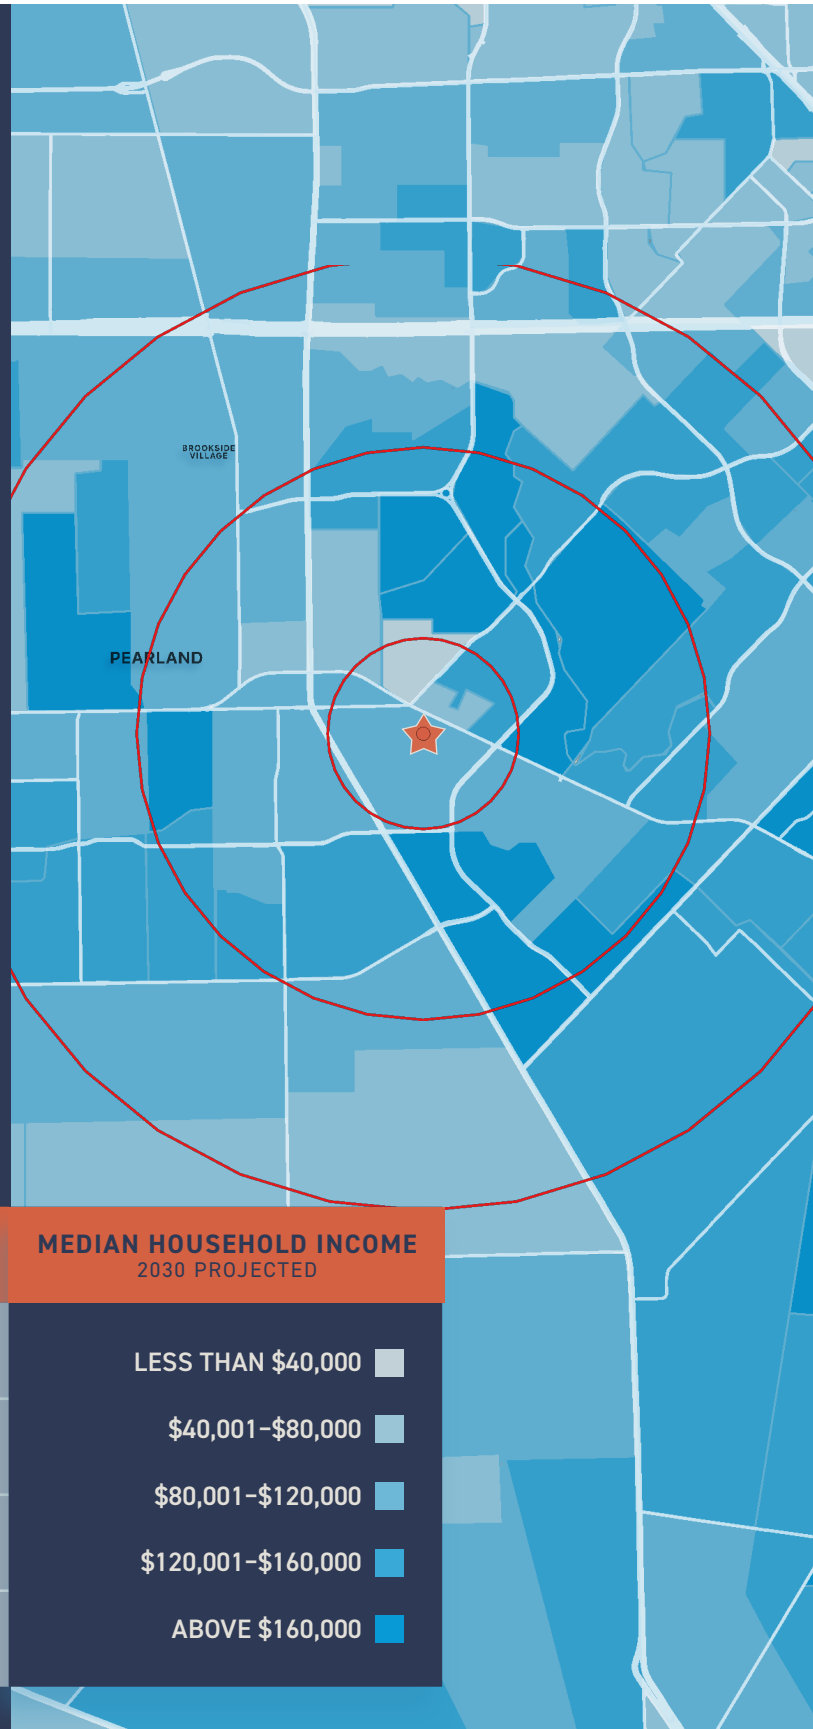 BROOKSIDE
VILLAGE
PEARLAND
MEDIAN HOUSEHOLD INCOME
2030 PROJECTED
LESS THAN $40,000
$40,001–$80,000
$80,001–$120,000
$120,001–$160,000
ABOVE $160,000